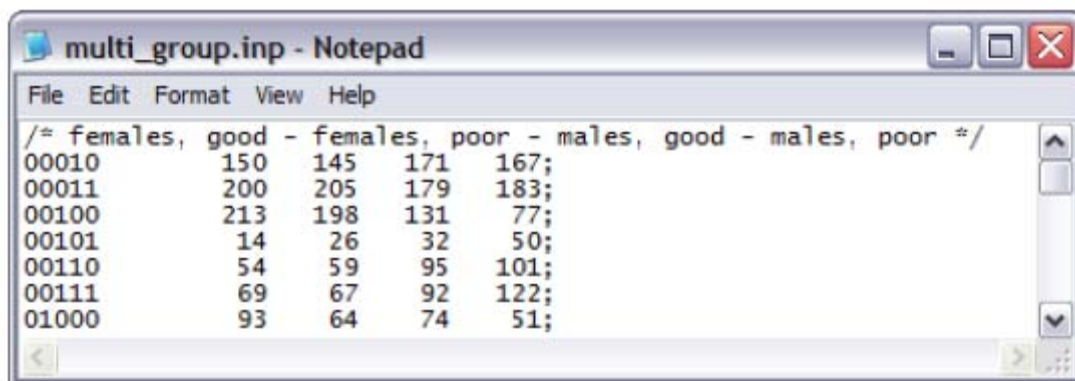 multi_group.inp - Notepad
File Edit Format View Help
/* females, good - females, poor - males, good - males, poor */
00010 150 145 171 167;
00011 200 205 179 183;
00100 213 198 131 77;
00101 14 26 32 50;
00110 54 59 95 101;
00111 69 67 92 122;
01000 93 64 74 51;